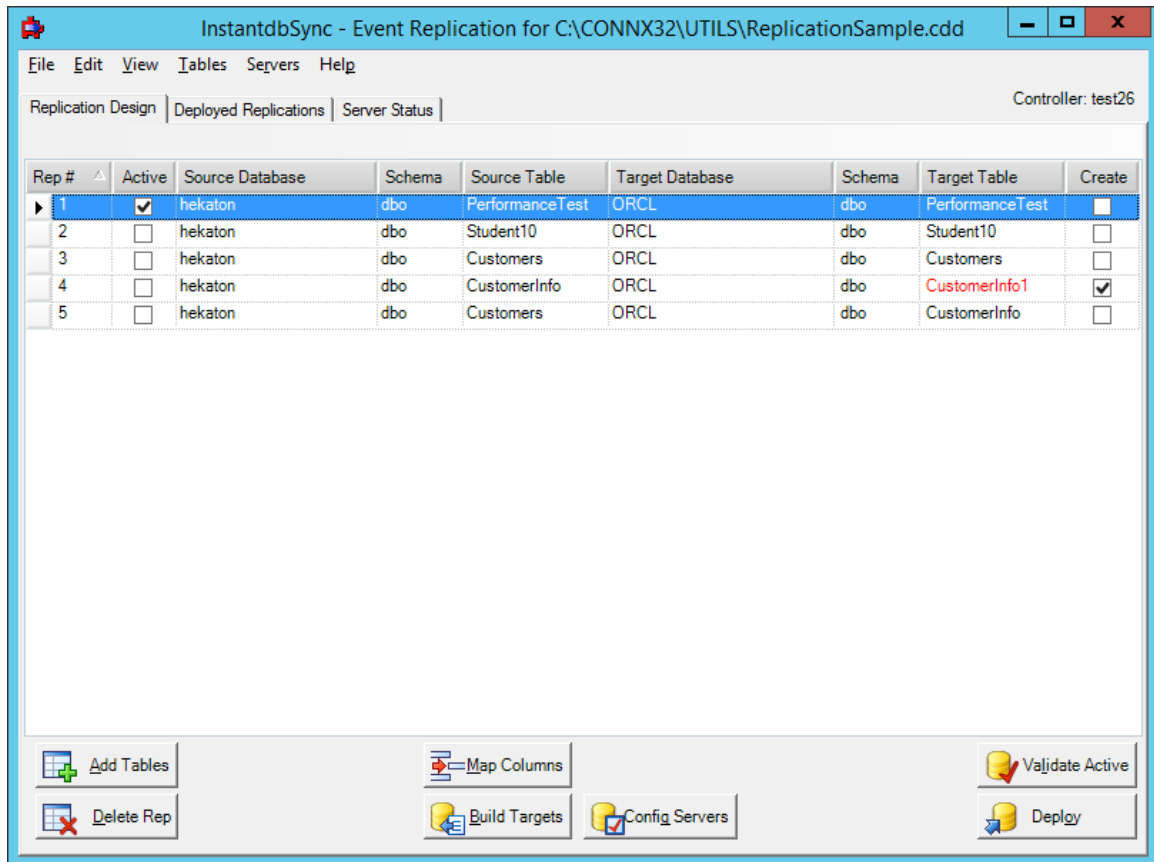 InstantdbSync - Event Replication for C:\CONNX32\UTILS\ReplicationSample.cdd
File Edit View Tables Servers Help
Controller: test26
Replication Design Deployed Replications Server Status
Rep # Active Source Database Schema Source Table Target Database Schema Target Table Create
1 hekaton dbo PerformanceTest ORCL dbo PerformanceTest
2 hekaton dbo Student10 ORCL dbo Student10
3 hekaton dbo Customers ORCL dbo Customers
4 hekaton dbo CustomerInfo ORCL dbo CustomerInfo1
5 hekaton dbo Customers ORCL dbo CustomerInfo
Add Tables Map Columns Validate Active
Delete Rep Build Targets Config Servers Deploy